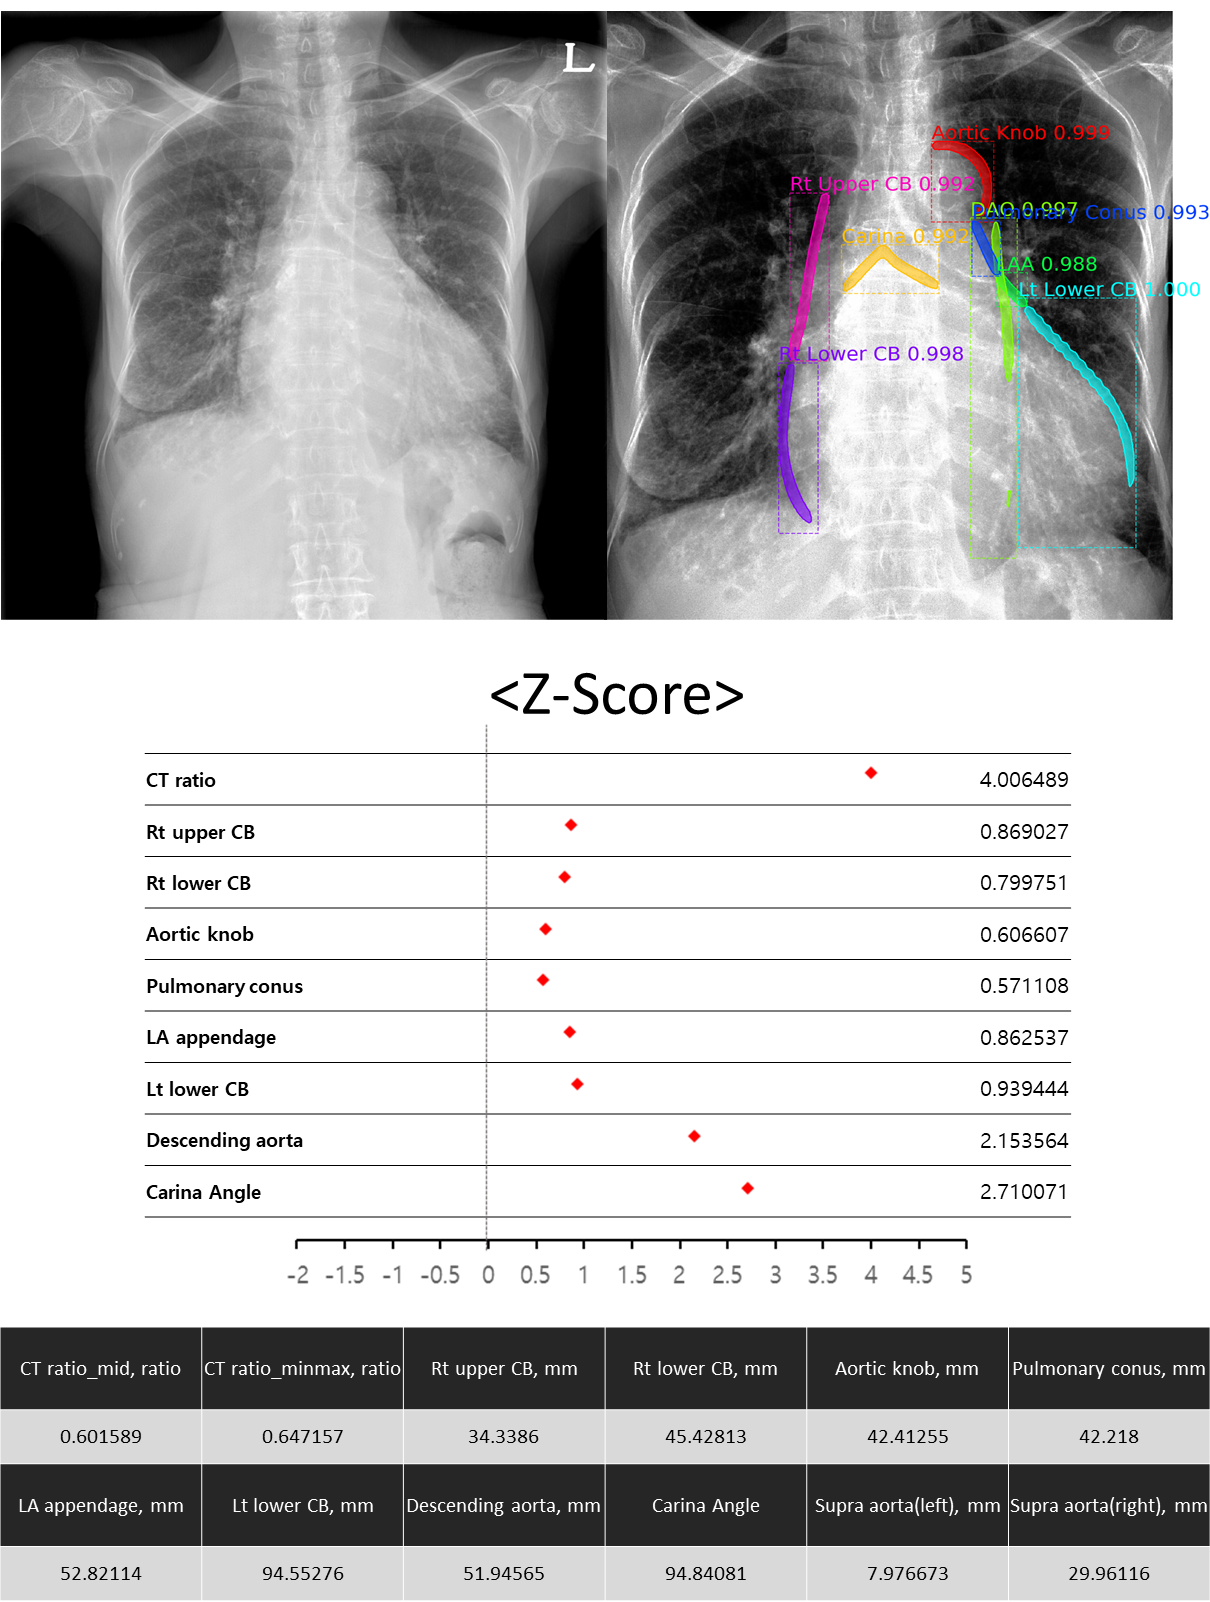 L
Aortic Knob 0.999
Rt Upper CB 0.992
DAO 0.997
Pulmonary Conus 0.993
Carina 0.992
LAA 0.988
Lt Lower CB 1.000
Rt Lower CB 0.998
<Z-Score>
CT ratio 4.006489
Rt upper CB 0.869027
Rt lower CB 0.799751
Aortic knob 0.606607
Pulmonary conus 0.571108
LA appendage 0.862537
Lt lower CB 0.939444
Descending aorta 2.153564
Carina Angle 2.710071
-2 -1.5 -1 -0.5 0 0.5 1 1.5 2 2.5 3 3.5 4 4.5 5
CT ratio_mid, ratio CT ratio_minmax, ratio Rt upper CB, mm Rt lower CB, mm Aortic knob, mm Pulmonary conus, mm
0.601589 0.647157 34.3386 45.42813 42.41255 42.218
LA appendage, mm Lt lower CB, mm Descending aorta, mm Carina Angle Supra aorta(left), mm Supra aorta(right), mm
52.82114 94.55276 51.94565 94.84081 7.976673 29.96116